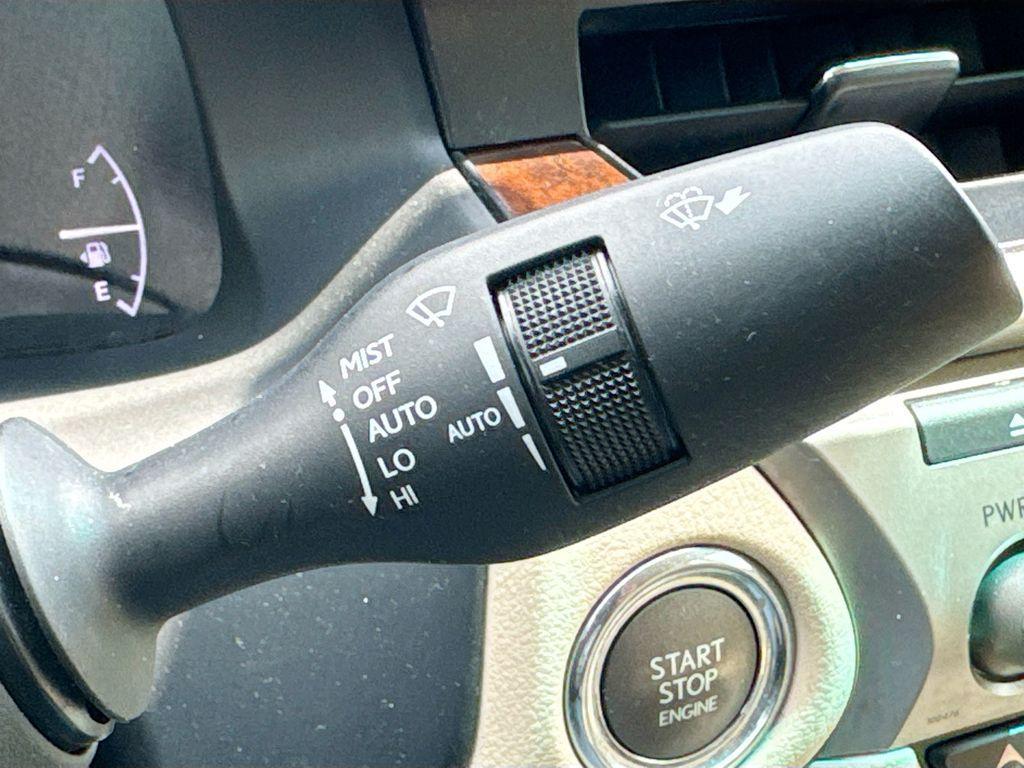 F
E
MIST
OFF
AUTO
LO
HI
AUTO
START
STOP
ENGINE
PWR